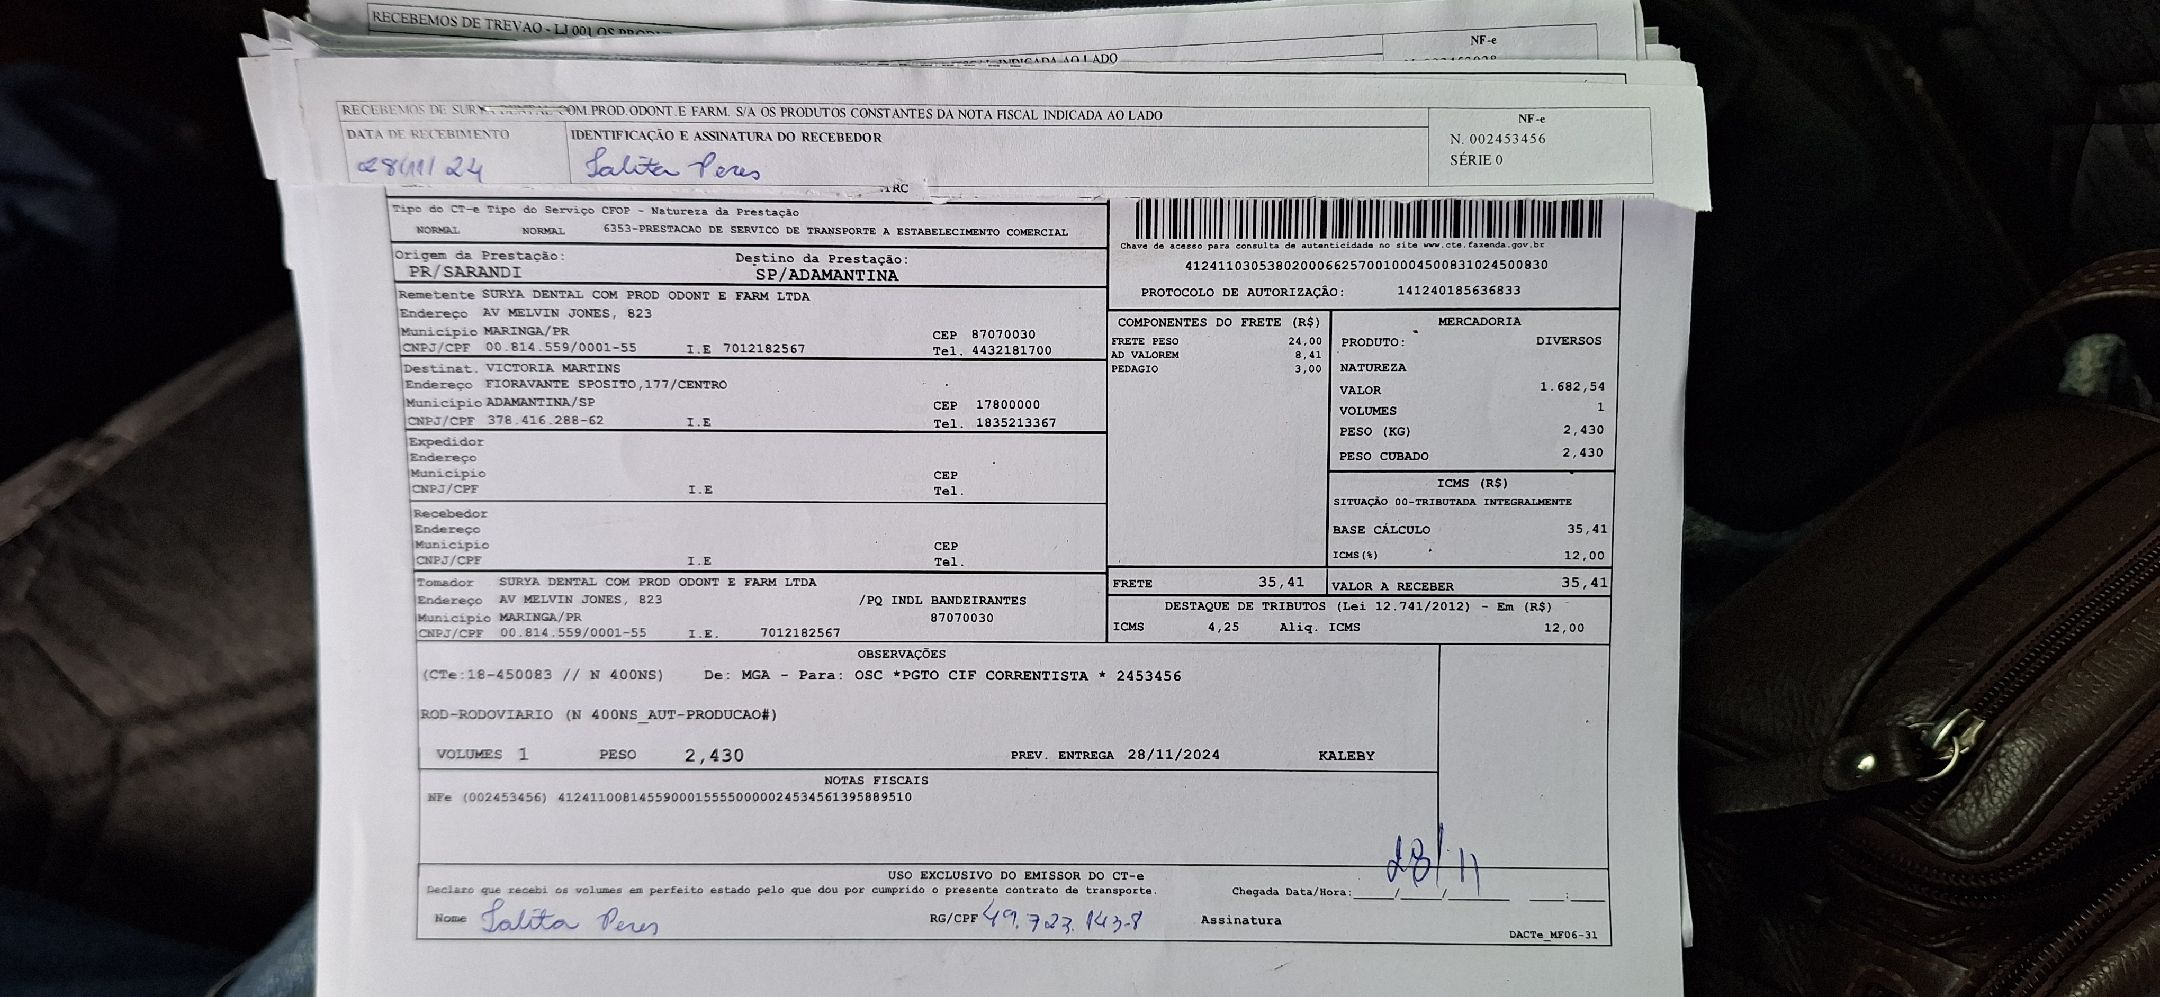 RECEBEMOS DE TREVAO - LJ 001 OS
NF-e
INDICADA AO LADO
RECEBEMOS DE SURYA DENTAL COM.PROD.ODONT.E FARM. S/A OS PRODUTOS CONSTANTES DA NOTA FISCAL INDICADA AO LADO
NF-e
DATA DE RECEBIMENTO
IDENTIFICAÇÃO E ASSINATURA DO RECEBEDOR
N. 002453456
28/11/24
Talita Peres
SÉRIE 0
Tipo do CT-e Tipo do Serviço CFOP - Natureza da Prestação
NORMAL NORMAL 6353-PRESTACAO DE SERVICO DE TRANSPORTE A ESTABELECIMENTO COMERCIAL
Chave de acesso para consulta de autenticidade no site www.cte.fazenda.gov.br
Origem da Prestação: Destino da Prestação:
PR/SARANDI SP/ADAMANTINA
41241103053802000662570010004500831024500830
PROTOCOLO DE AUTORIZAÇÃO: 141240185636833
Remetente SURYA DENTAL COM PROD ODONT E FARM LTDA
Endereço AV MELVIN JONES, 823
Município MARINGA/PR CEP 87070030
CNPJ/CPF 00.814.559/0001-55 I.E 7012182567 Tel. 4432181700
Destinat. VICTORIA MARTINS
Endereço FIORAVANTE SPOSITO,177/CENTRO
Município ADAMANTINA/SP CEP 17800000
CNPJ/CPF 378.416.288-62 I.E Tel. 1835213367
Expedidor
Endereço
Município CEP
CNPJ/CPF I.E Tel.
Recebedor
Endereço
Município CEP
CNPJ/CPF I.E Tel.
Tomador SURYA DENTAL COM PROD ODONT E FARM LTDA
Endereço AV MELVIN JONES, 823 /PQ INDL BANDEIRANTES
Município MARINGA/PR 87070030
CNPJ/CPF 00.814.559/0001-55 I.E. 7012182567
COMPONENTES DO FRETE (R$)
FRETE PESO 24,00
AD VALOREM 8,41
PEDAGIO 3,00
MERCADORIA
PRODUTO: DIVERSOS
NATUREZA
VALOR 1.682,54
VOLUMES 1
PESO (KG) 2,430
PESO CUBADO 2,430
ICMS (R$)
SITUAÇÃO 00-TRIBUTADA INTEGRALMENTE
BASE CÁLCULO 35,41
ICMS(%) 12,00
FRETE 35,41 VALOR A RECEBER 35,41
DESTAQUE DE TRIBUTOS (Lei 12.741/2012) - Em (R$)
ICMS 4,25 Aliq. ICMS 12,00
OBSERVAÇÕES
(CTe:18-450083 // N 400NS) De: MGA - Para: OSC *PGTO CIF CORRENTISTA * 2453456
ROD-RODOVIARIO (N 400NS_AUT-PRODUCAO#)
VOLUMES 1 PESO 2,430 PREV. ENTREGA 28/11/2024 KALEBY
NOTAS FISCAIS
NFe (002453456) 41241100814559000155550000024534561395889510
28/11
USO EXCLUSIVO DO EMISSOR DO CT-e
Declaro que recebi os volumes em perfeito estado pelo que dou por cumprido o presente contrato de transporte. Chegada Data/Hora:____/____/______ ____:____
Nome Talita Peres RG/CPF 49.723.143-8 Assinatura
DACTe_MF06-31